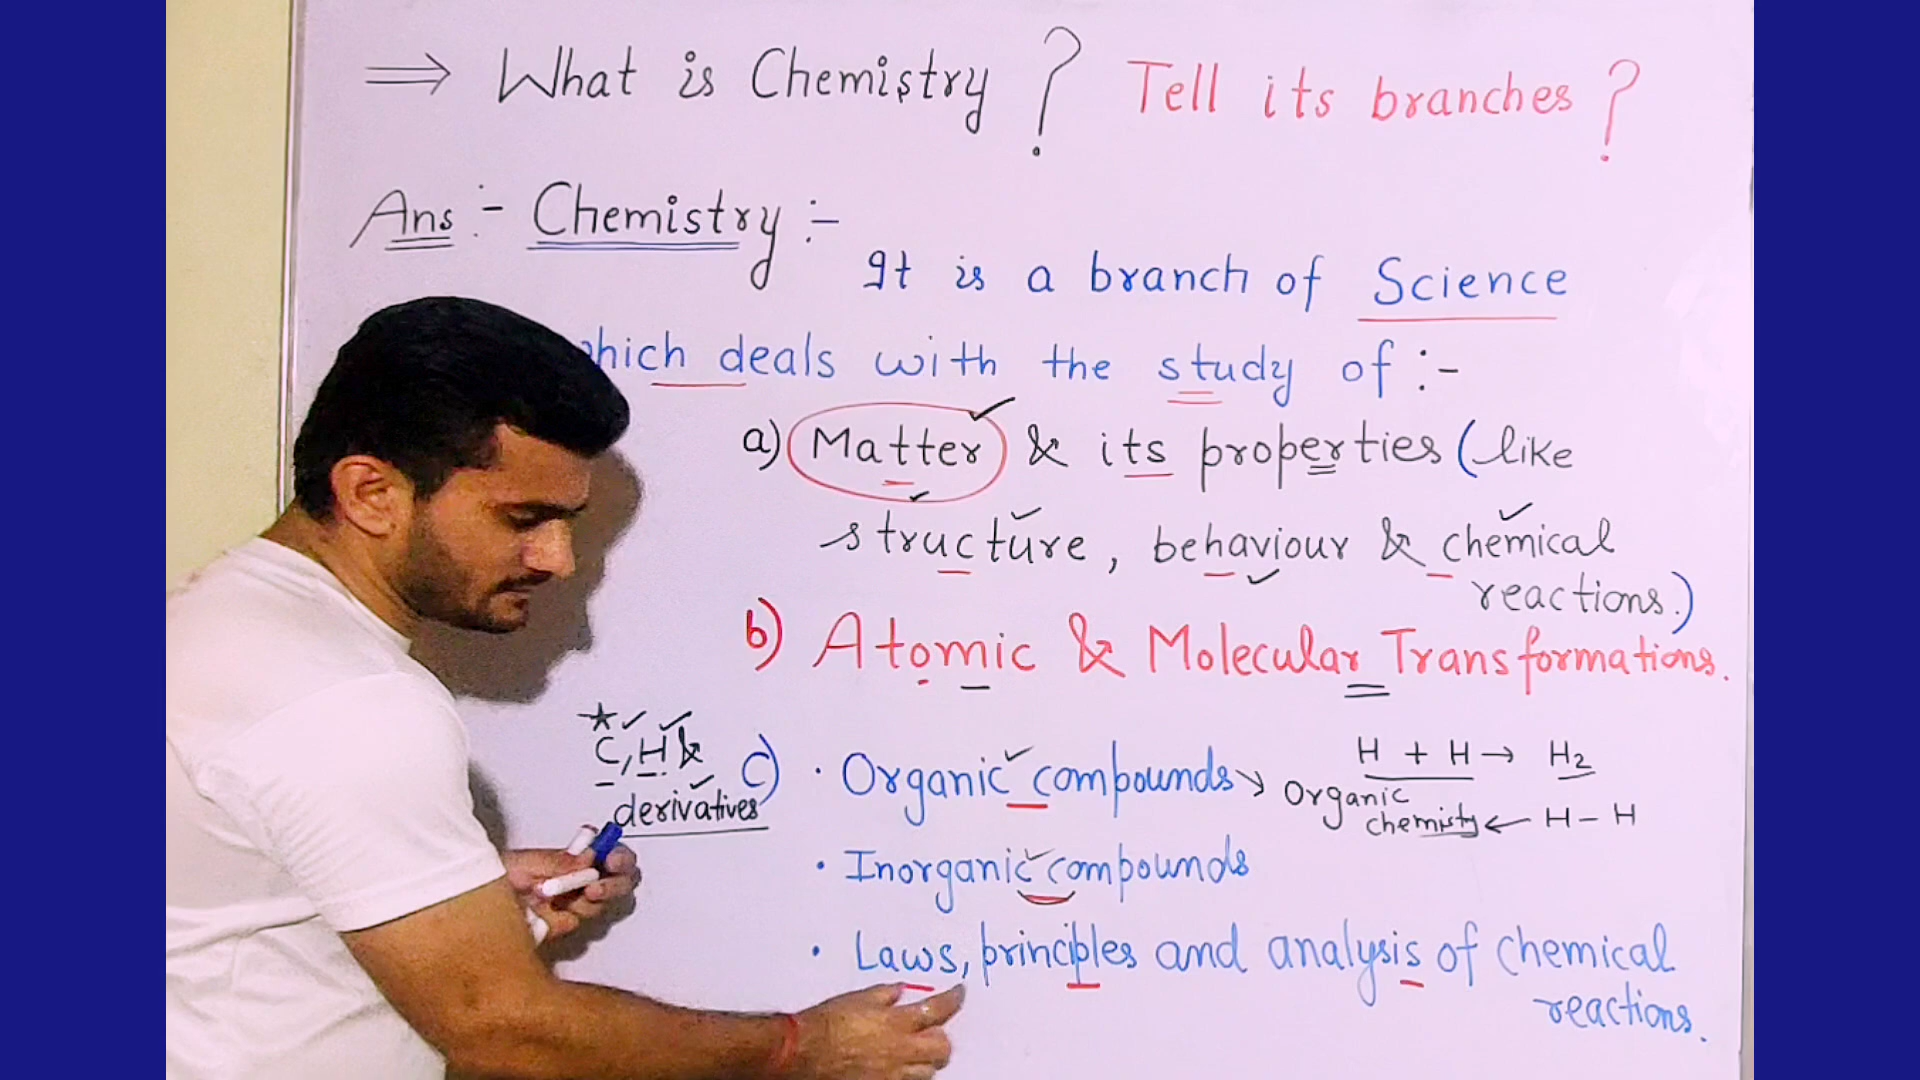 ⇒ What is Chemistry? Tell its branches?
Ans :- Chemistry :-
It is a branch of Science
which deals with the study of :-
a) Matter & its properties (like
structure, behaviour & chemical
reactions.)
b) Atomic & Molecular Transformations.
C, H &
derivatives
c) · Organic compounds
H + H → H2
Organic
chemisty ← H - H
· Inorganic compounds
· Laws, principles and analysis of chemical
reactions.